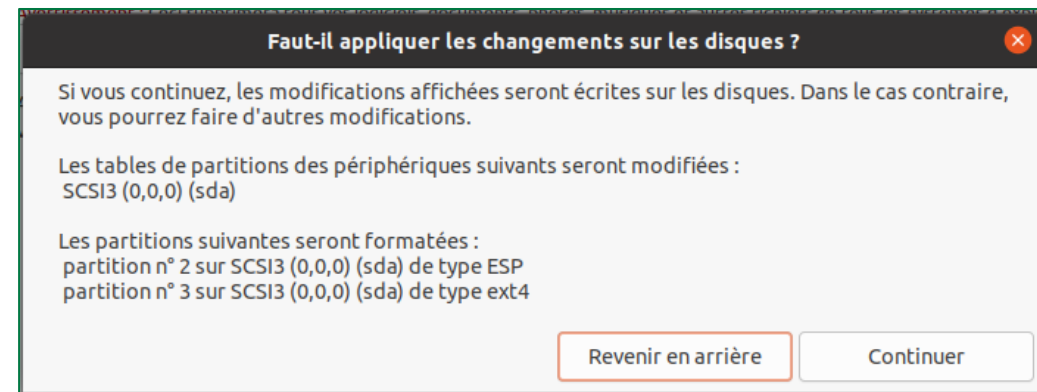 Faut-il appliquer les changements sur les disques ?
Si vous continuez, les modifications affichées seront écrites sur les disques. Dans le cas contraire,
vous pourrez faire d'autres modifications.
Les tables de partitions des périphériques suivants seront modifiées :
SCSI3 (0,0,0) (sda)
Les partitions suivantes seront formatées :
partition n° 2 sur SCSI3 (0,0,0) (sda) de type ESP
partition n° 3 sur SCSI3 (0,0,0) (sda) de type ext4
Revenir en arrière
Continuer